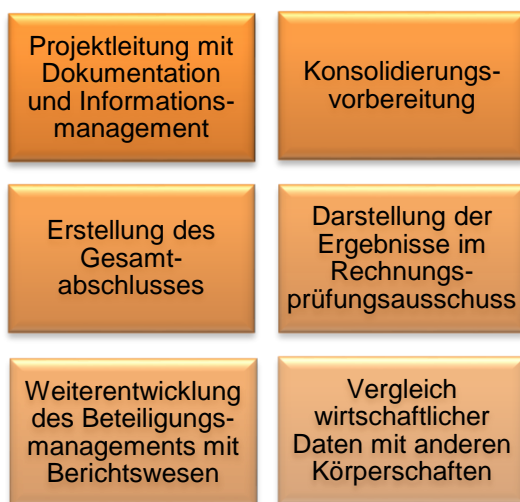 Projektleitung mit
Dokumentation
und Informations-
management
Konsolidierungs-
vorbereitung
Erstellung des
Gesamt-
abschlusses
Darstellung der
Ergebnisse im
Rechnungs-
prüfungsausschuss
Weiterentwicklung
des Beteiligungs-
managements mit
Berichtswesen
Vergleich
wirtschaftlicher
Daten mit anderen
Körperschaften